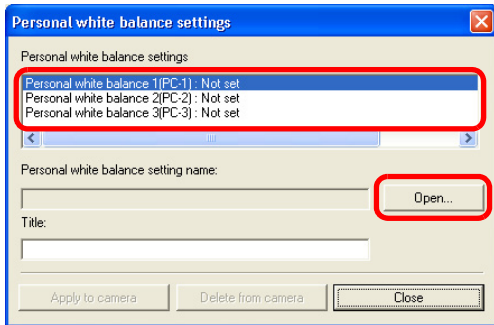 Personal white balance settings
Personal white balance settings
Personal white balance 1(PC-1) : Not set
Personal white balance 2(PC-2) : Not set
Personal white balance 3(PC-3) : Not set
Personal white balance setting name:
Open...
Title:
Apply to camera Delete from camera Close